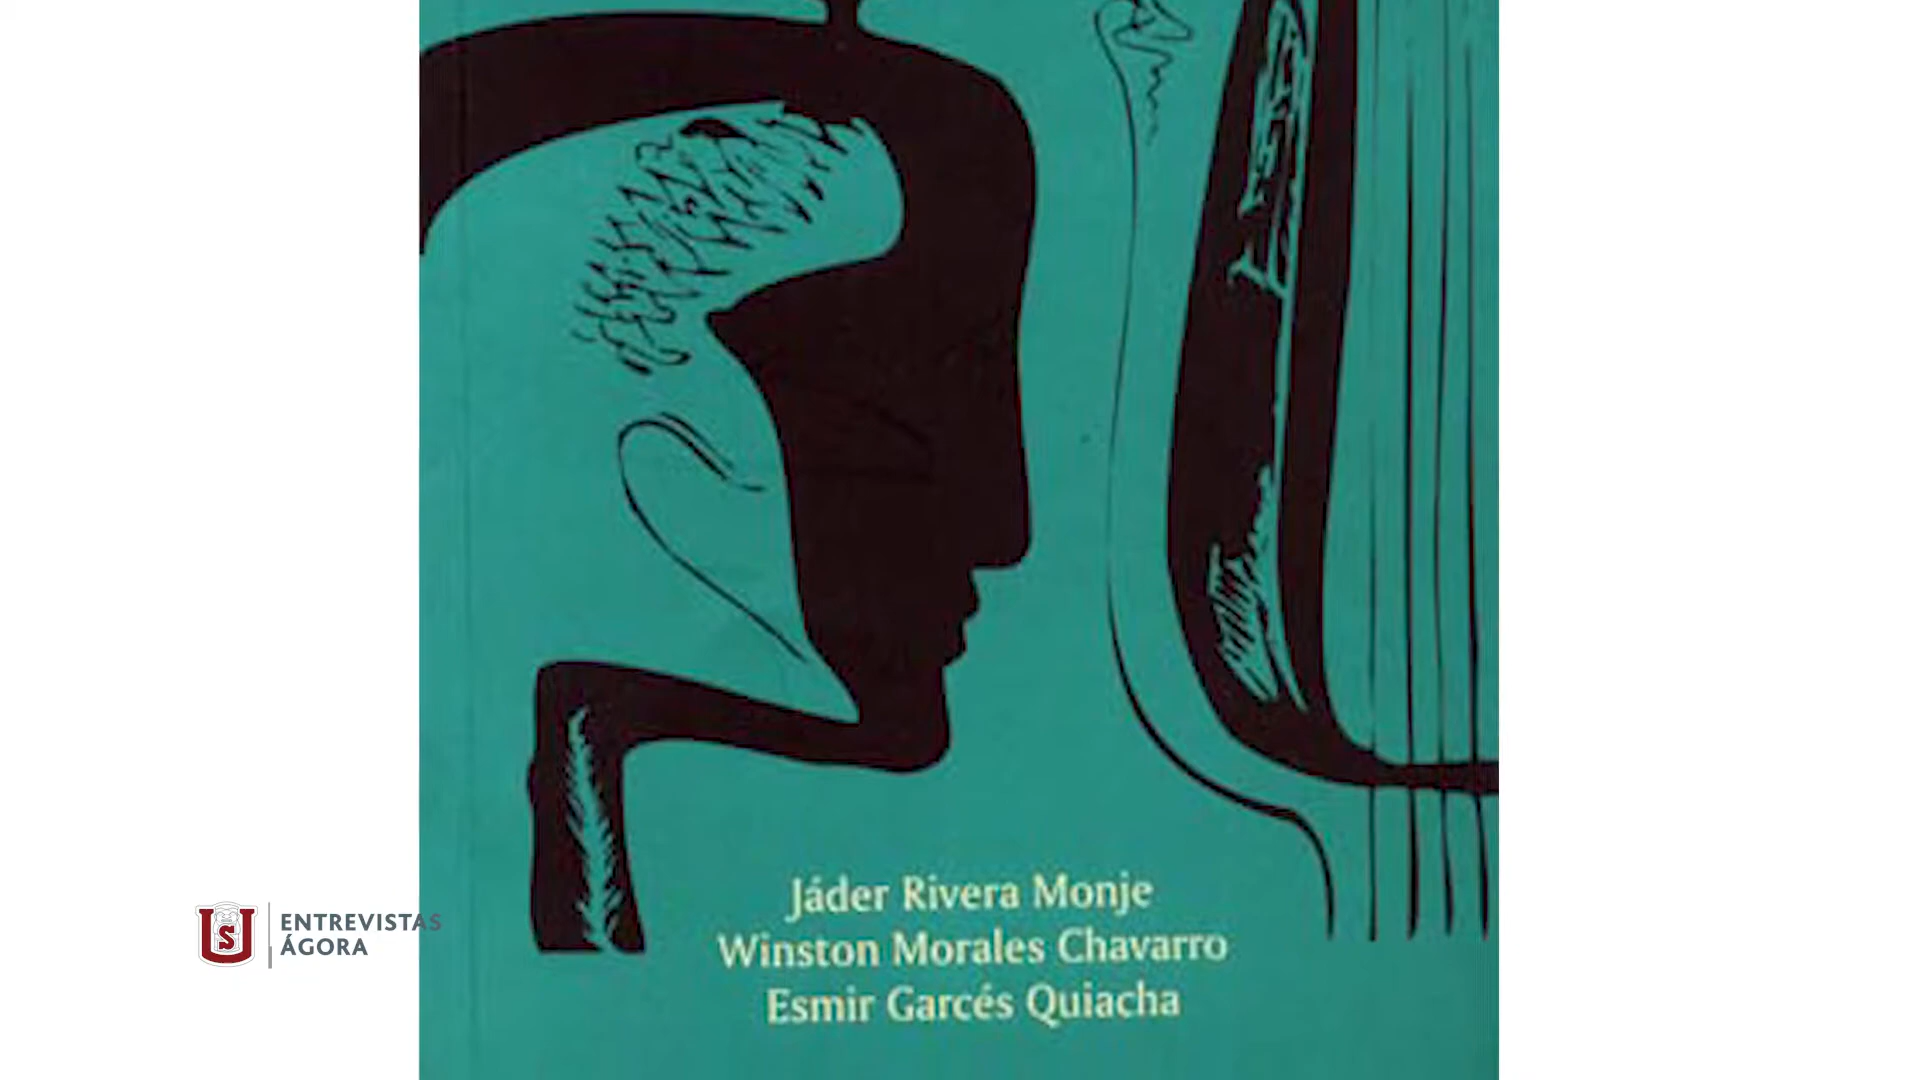 Jáder Rivera Monje
Winston Morales Chavarro
Esmir Garcés Quiacha
U
S
ENTREVISTAS
ÁGORA